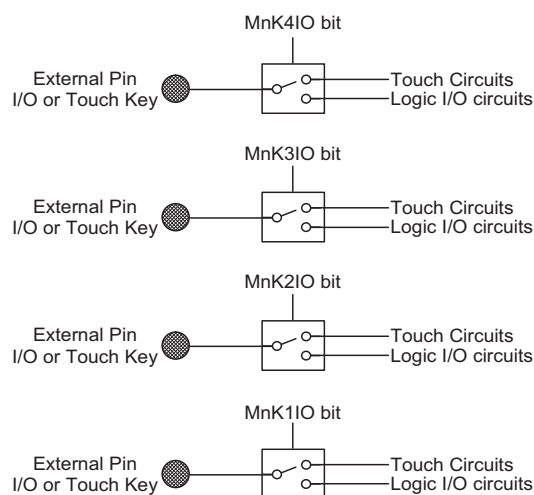 MnK4IO bit
External Pin
I/O or Touch Key
Touch Circuits
Logic I/O circuits
MnK3IO bit
External Pin
I/O or Touch Key
Touch Circuits
Logic I/O circuits
MnK2IO bit
External Pin
I/O or Touch Key
Touch Circuits
Logic I/O circuits
MnK1IO bit
External Pin
I/O or Touch Key
Touch Circuits
Logic I/O circuits